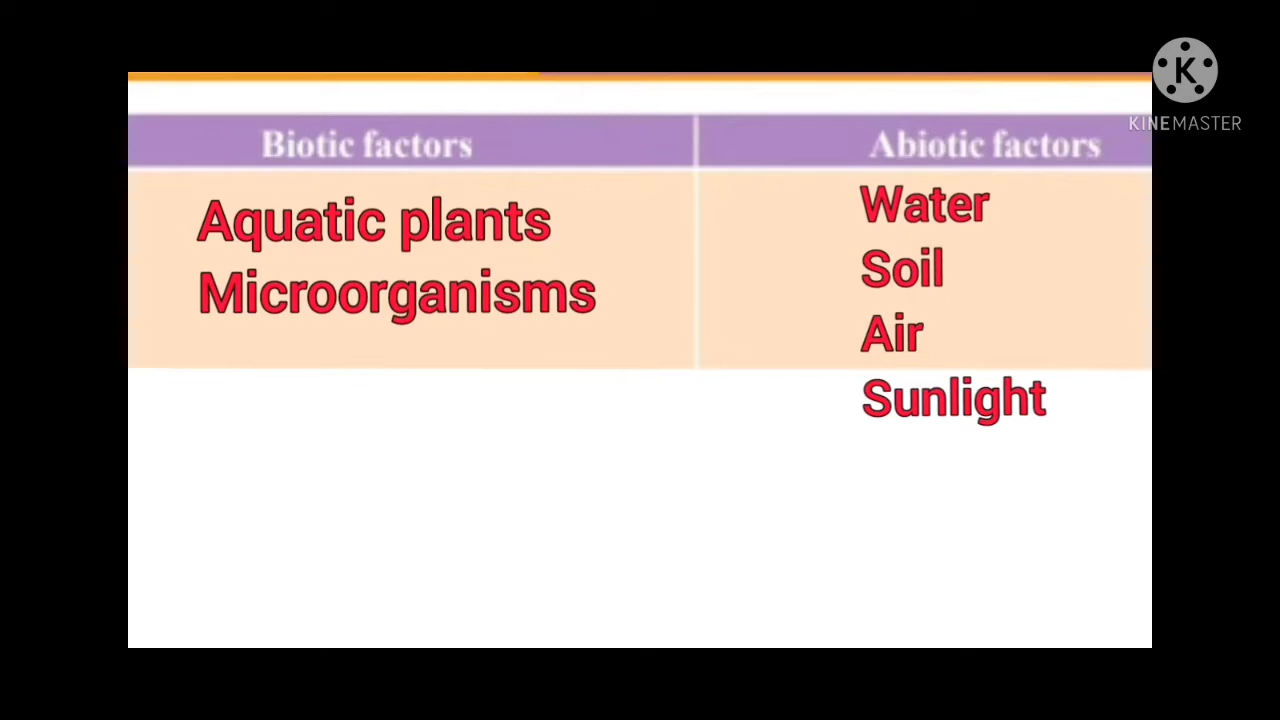 K
KINEMASTER
Biotic factors
Abiotic factors
Aquatic plants
Microorganisms
Water
Soil
Air
Sunlight